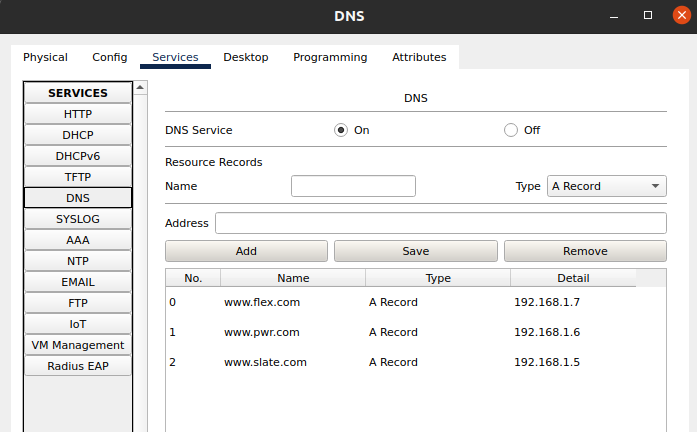 DNS
Physical Config Services Desktop Programming Attributes
SERVICES
HTTP
DHCP
DHCPv6
TFTP
DNS
SYSLOG
AAA
NTP
EMAIL
FTP
IoT
VM Management
Radius EAP
DNS
DNS Service On Off
Resource Records
Name Type A Record
Address
Add Save Remove
No. Name Type Detail
0 www.flex.com A Record 192.168.1.7
1 www.pwr.com A Record 192.168.1.6
2 www.slate.com A Record 192.168.1.5